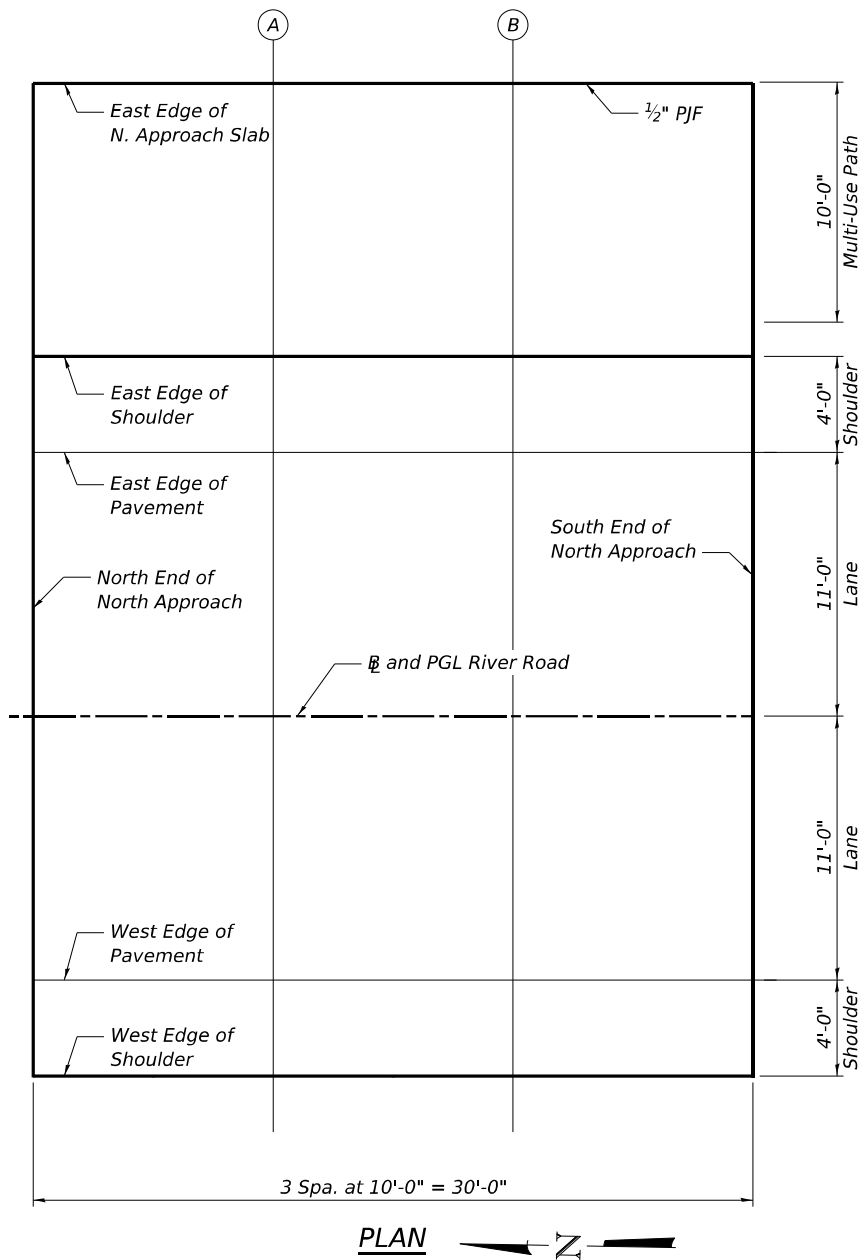 A
B
East Edge of
N. Approach Slab
½" PJF
10'-0"
Multi-Use Path
East Edge of
Shoulder
4'-0"
Shoulder
East Edge of
Pavement
South End of
North Approach
11'-0"
Lane
North End of
North Approach
BL and PGL River Road
11'-0"
Lane
West Edge of
Pavement
West Edge of
Shoulder
4'-0"
Shoulder
3 Spa. at 10'-0" = 30'-0"
PLAN
N